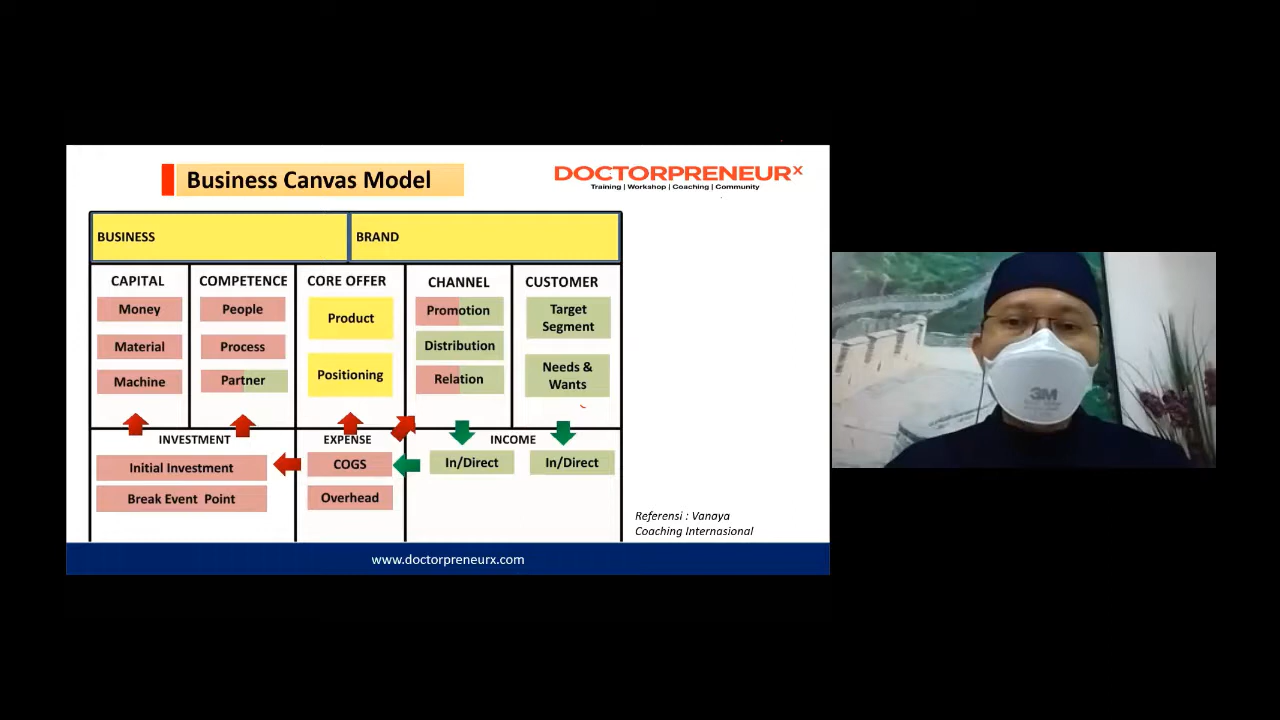 Business Canvas Model
DOCTORPRENEURX
Training | Workshop | Coaching | Community
BUSINESS
BRAND
CAPITAL
Money
Material
Machine
COMPETENCE
People
Process
Partner
CORE OFFER
Product
Positioning
CHANNEL
Promotion
Distribution
Relation
CUSTOMER
Target
Segment
Needs &
Wants
INVESTMENT
Initial Investment
Break Event Point
EXPENSE
COGS
Overhead
INCOME
In/Direct
In/Direct
Referensi : Vanaya
Coaching Internasional
www.doctorpreneurx.com
3M